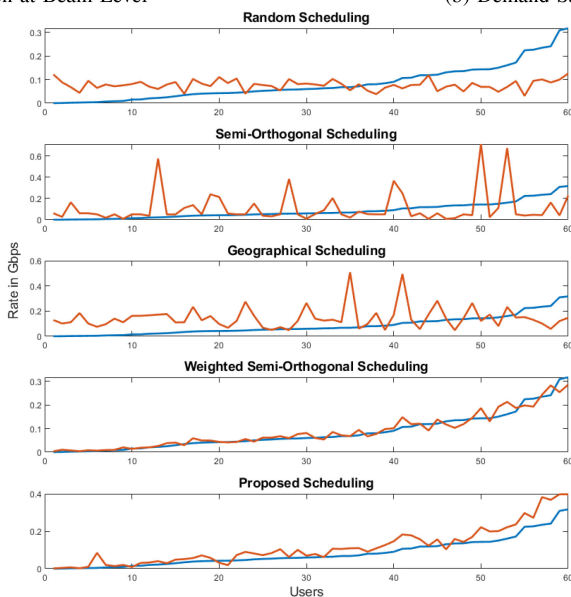 at Beam Level (b) Demand
Random Scheduling
0.3
0.2
0.1
0
0 10 20 30 40 50 60
Semi-Orthogonal Scheduling
0.6
0.4
0.2
0
0 10 20 30 40 50 60
Geographical Scheduling
0.6
0.4
0.2
0
0 10 20 30 40 50 60
Rate in Gbps
Weighted Semi-Orthogonal Scheduling
0.3
0.2
0.1
0
0 10 20 30 40 50 60
Proposed Scheduling
0.4
0.2
0
0 10 20 30 40 50 60
Users